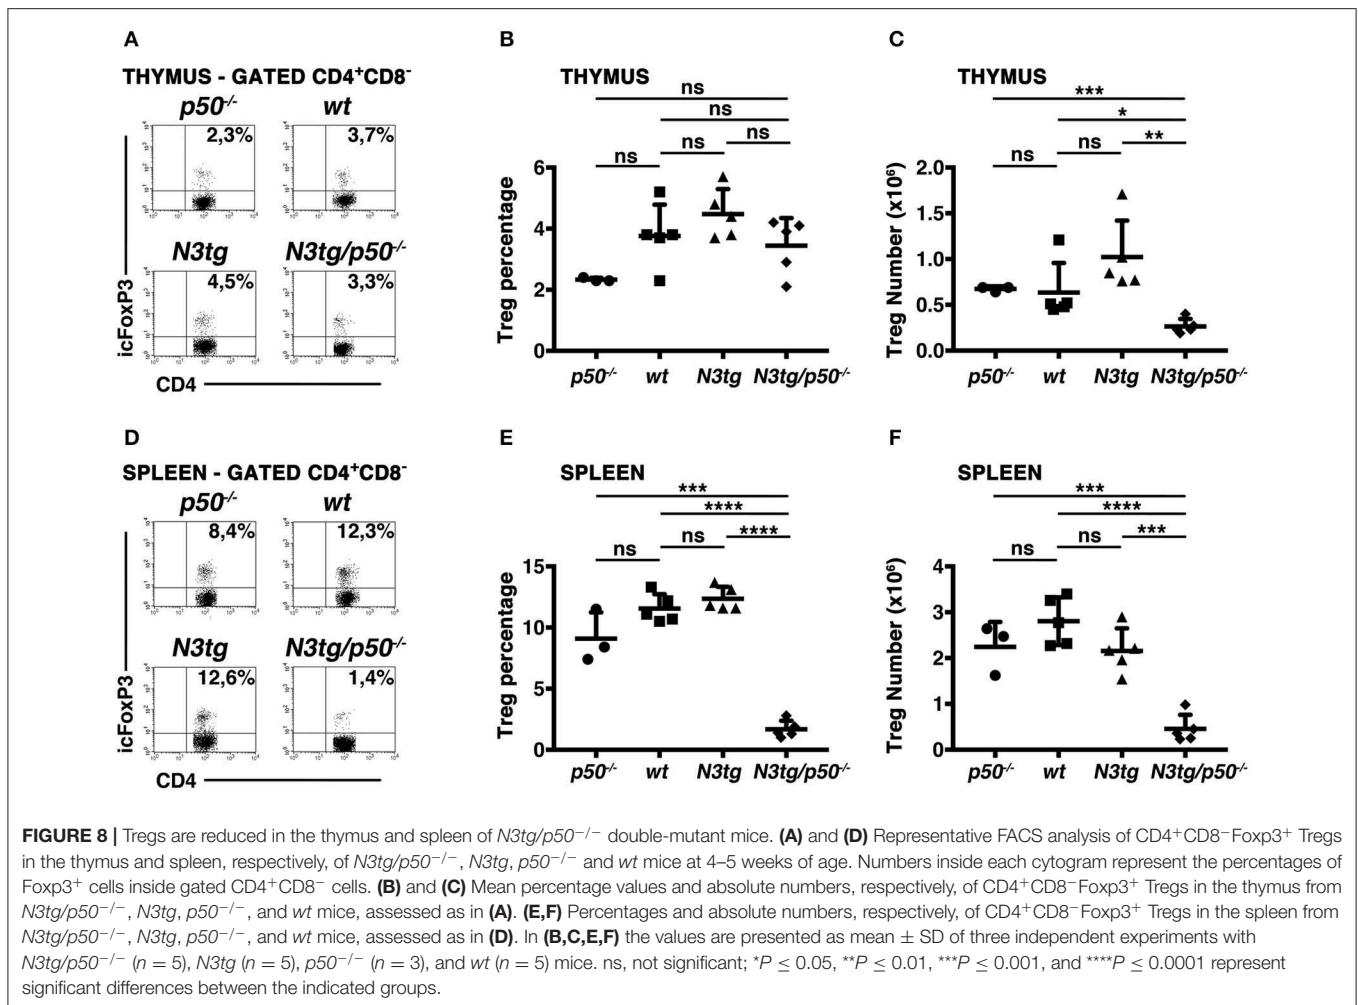 A
THYMUS - GATED CD4⁺CD8⁻
p50⁻/⁻ wt
2,3% 3,7%
N3tg N3tg/p50⁻/⁻
4,5% 3,3%
icFoxP3
CD4
B
THYMUS
ns
ns
ns ns ns
Treg percentage
6
4
2
0
p50⁻/⁻ wt N3tg N3tg/p50⁻/⁻
C
THYMUS
***
*
ns ns **
Treg Number (x10⁶)
2.0
1.5
1.0
0.5
0.0
p50⁻/⁻ wt N3tg N3tg/p50⁻/⁻
D
SPLEEN - GATED CD4⁺CD8⁻
p50⁻/⁻ wt
8,4% 12,3%
N3tg N3tg/p50⁻/⁻
12,6% 1,4%
icFoxP3
CD4
E
SPLEEN
***
****
ns ns ****
Treg percentage
15
10
5
0
p50⁻/⁻ wt N3tg N3tg/p50⁻/⁻
F
SPLEEN
***
****
ns ns ***
Treg Number (x10⁶)
4
3
2
1
0
p50⁻/⁻ wt N3tg N3tg/p50⁻/⁻
FIGURE 8 | Tregs are reduced in the thymus and spleen of N3tg/p50−/− double-mutant mice. (A) and (D) Representative FACS analysis of CD4+CD8−Foxp3+ Tregs
in the thymus and spleen, respectively, of N3tg/p50−/−, N3tg, p50−/− and wt mice at 4–5 weeks of age. Numbers inside each cytogram represent the percentages of
Foxp3+ cells inside gated CD4+CD8− cells. (B) and (C) Mean percentage values and absolute numbers, respectively, of CD4+CD8−Foxp3+ Tregs in the thymus from
N3tg/p50−/−, N3tg, p50−/−, and wt mice, assessed as in (A). (E,F) Percentages and absolute numbers, respectively, of CD4+CD8−Foxp3+ Tregs in the spleen from
N3tg/p50−/−, N3tg, p50−/−, and wt mice, assessed as in (D). In (B,C,E,F) the values are presented as mean ± SD of three independent experiments with
N3tg/p50−/− (n = 5), N3tg (n = 5), p50−/− (n = 3), and wt (n = 5) mice. ns, not significant; *P ≤ 0.05, **P ≤ 0.01, ***P ≤ 0.001, and ****P ≤ 0.0001 represent
significant differences between the indicated groups.